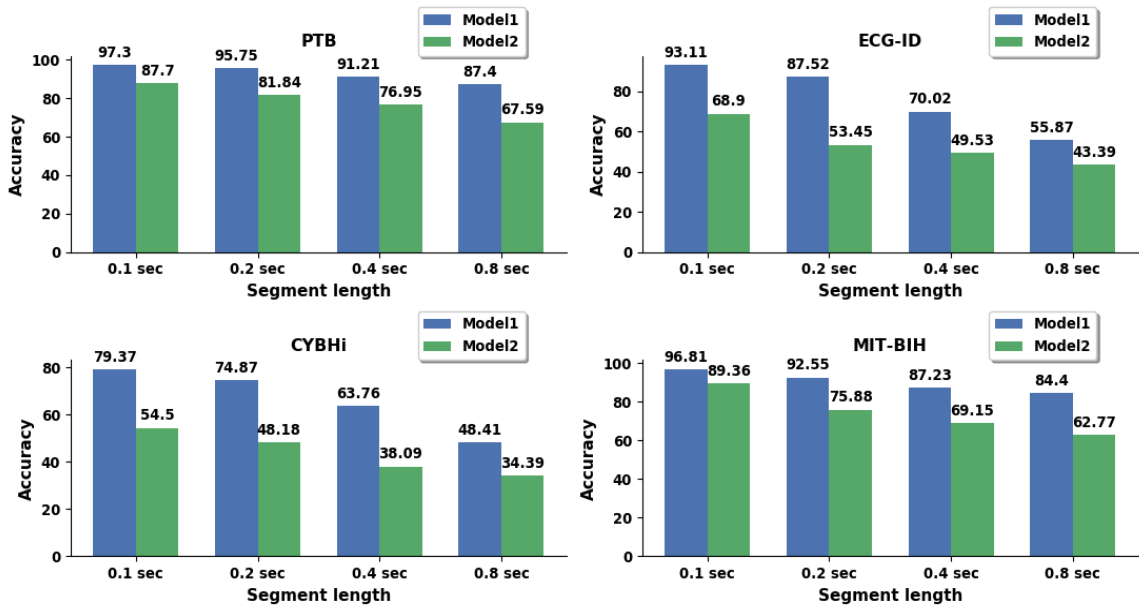 PTB
Model1
Model2
97.3
87.7
95.75
81.84
91.21
76.95
87.4
67.59
100
80
60
40
20
0
Accuracy
0.1 sec
0.2 sec
0.4 sec
0.8 sec
Segment length
ECG-ID
Model1
Model2
93.11
68.9
87.52
53.45
70.02
49.53
55.87
43.39
80
60
40
20
0
Accuracy
0.1 sec
0.2 sec
0.4 sec
0.8 sec
Segment length
CYBHi
Model1
Model2
79.37
54.5
74.87
48.18
63.76
38.09
48.41
34.39
80
60
40
20
0
Accuracy
0.1 sec
0.2 sec
0.4 sec
0.8 sec
Segment length
MIT-BIH
Model1
Model2
96.81
89.36
92.55
75.88
87.23
69.15
84.4
62.77
100
80
60
40
20
0
Accuracy
0.1 sec
0.2 sec
0.4 sec
0.8 sec
Segment length